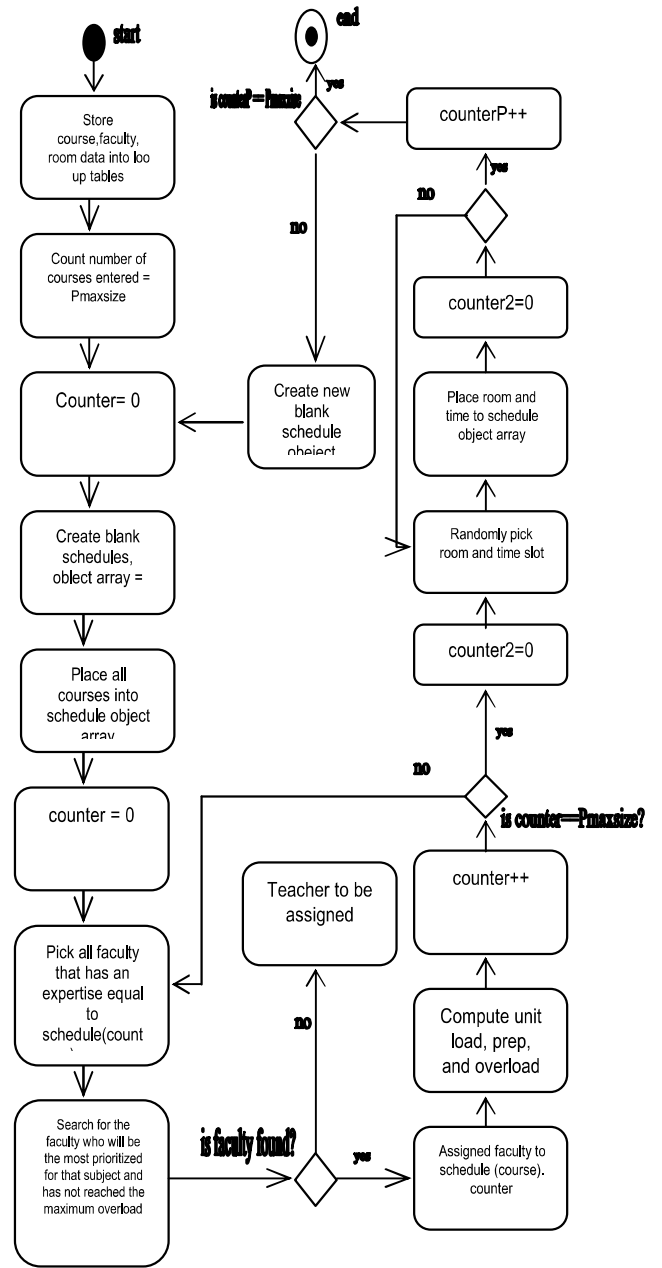 start
Store
course,faculty,
room data into loo
up tables
Count number of
courses entered =
Pmaxsize
Counter= 0
Create blank
schedules,
object array =
Place all
courses into
schedule object
array
counter = 0
Pick all faculty
that has an
expertise equal
to
schedule(count
Search for the
faculty who will be
the most prioritized
for that subject and
has not reached the
maximum overload
is faculty found?
no
Teacher to be
assigned
yes
Assigned faculty to
schedule (course).
counter
Compute unit
load, prep,
and overload
counter++
is counter==Pmaxsize?
no
yes
counter2=0
Randomly pick
room and time slot
Place room and
time to schedule
object array
counter2=0
no
yes
counterP++
is counterP==Pmaxsize
yes
end
no
Create new
blank
schedule
obeject